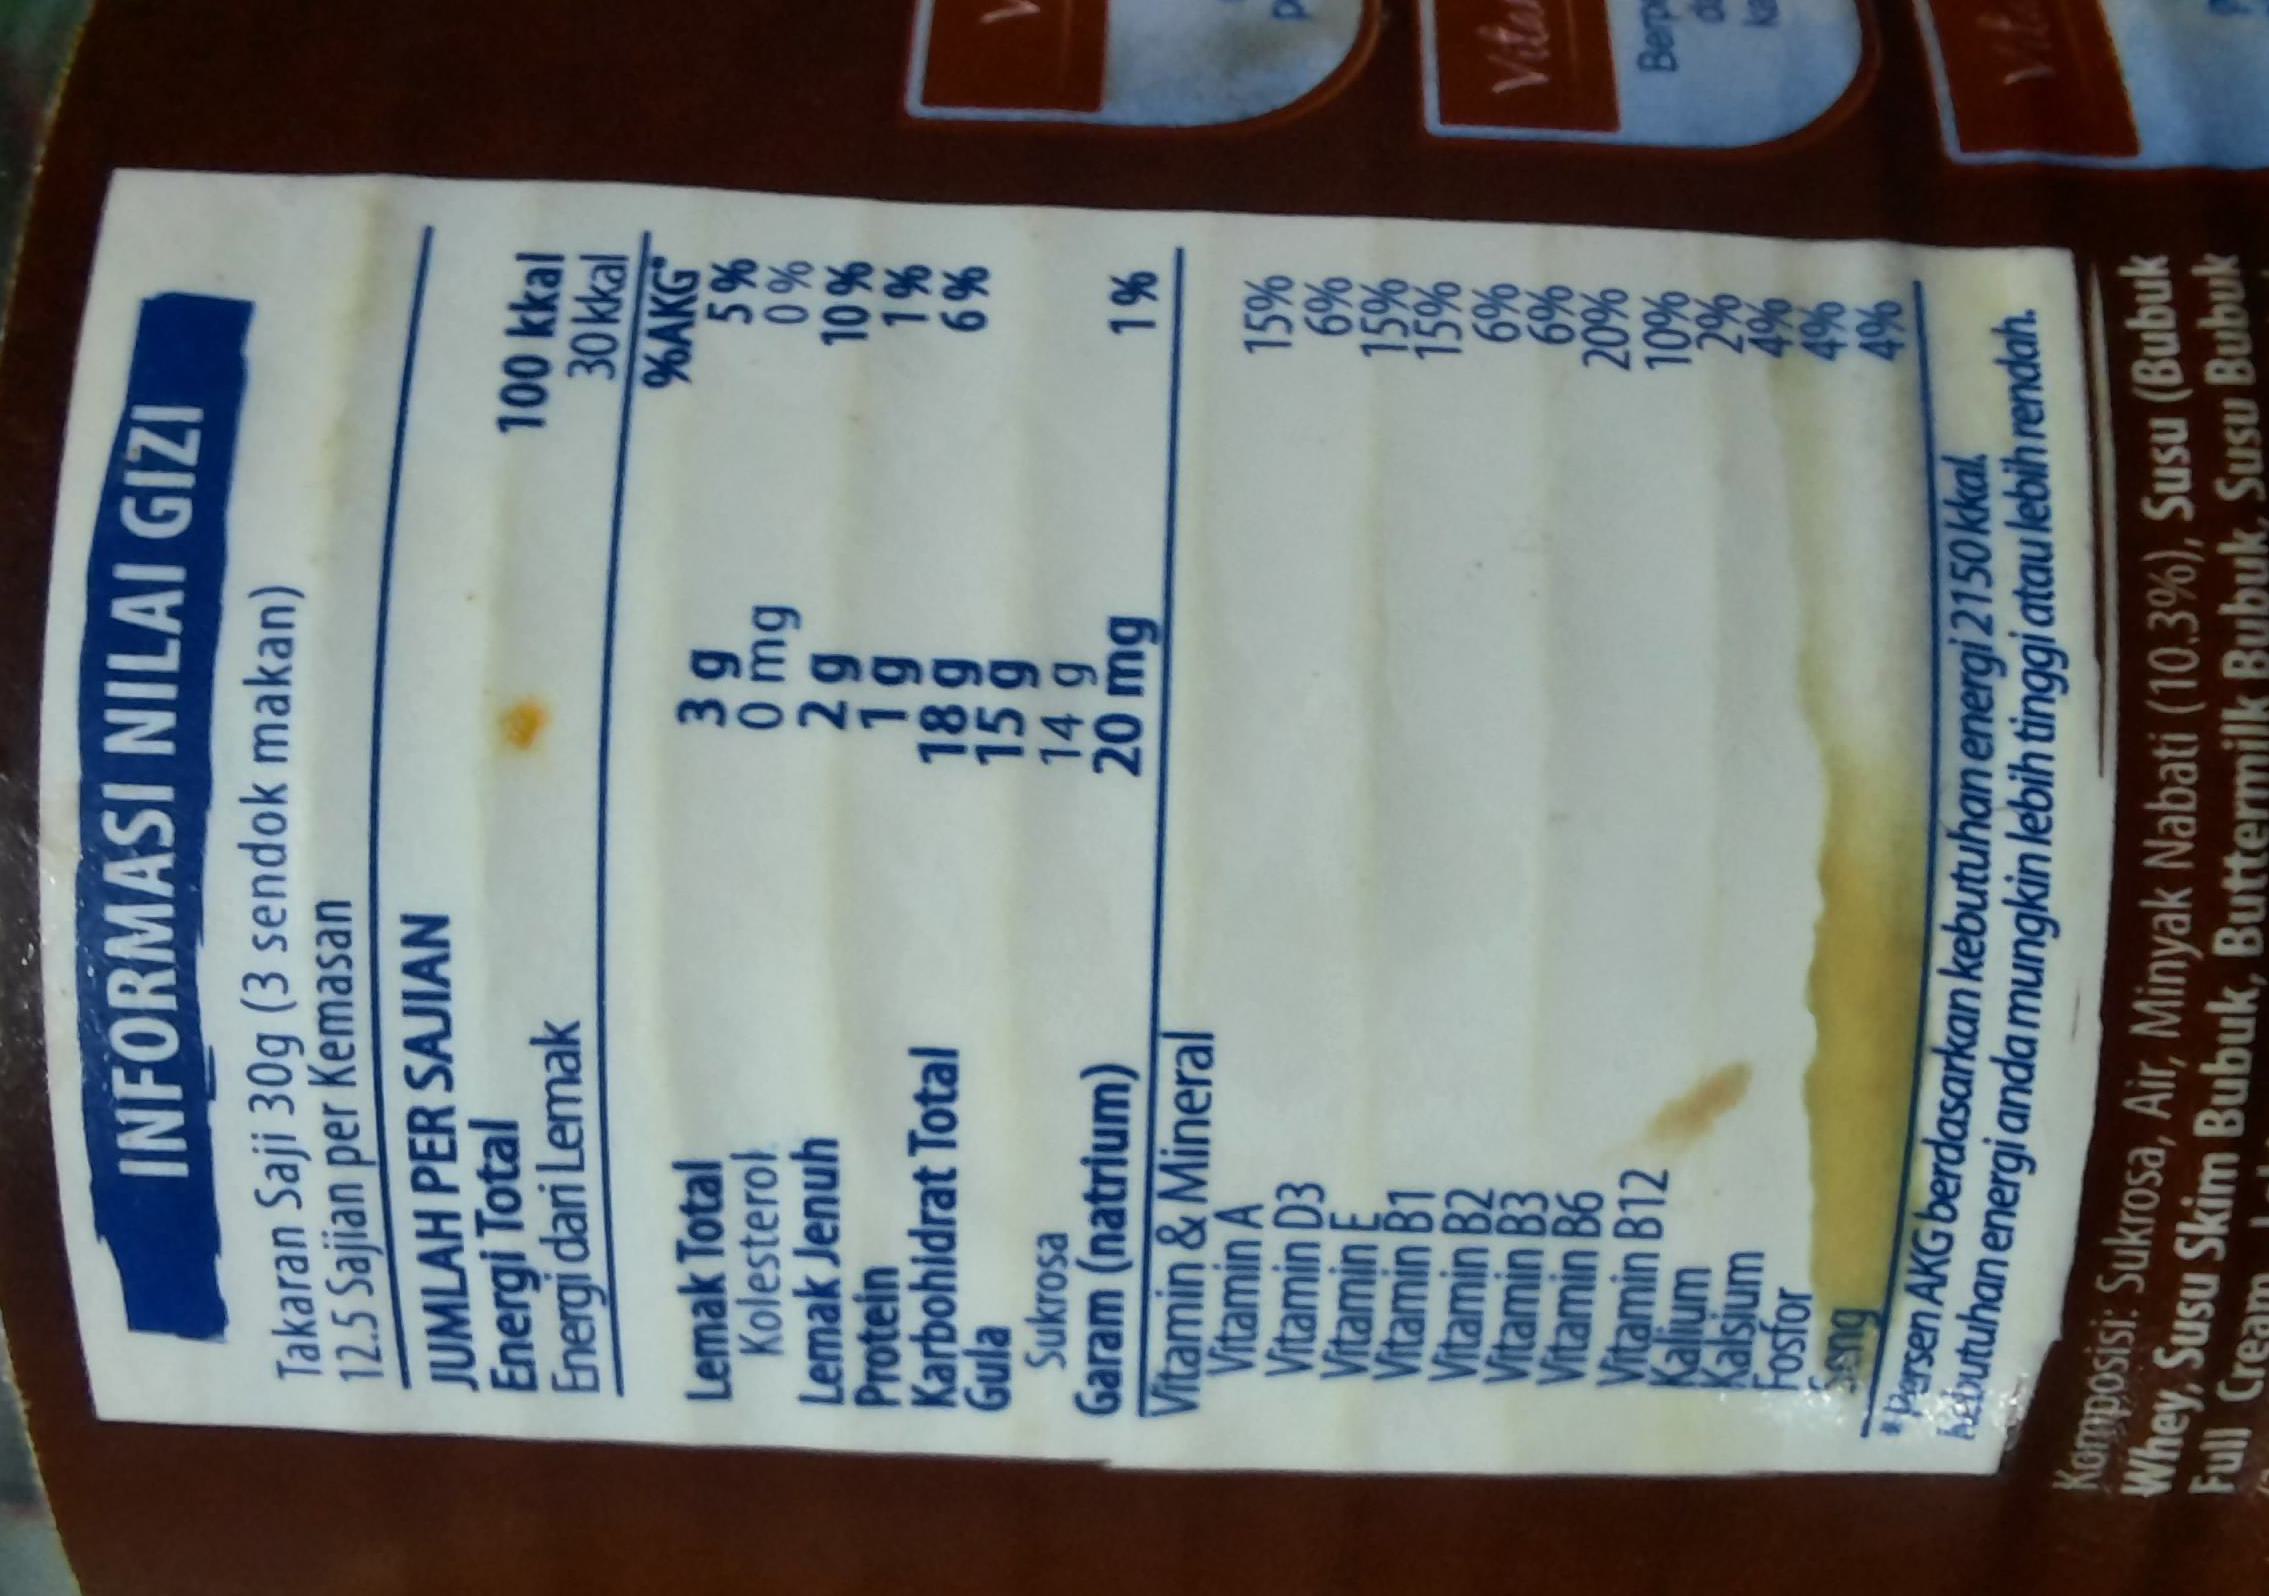 INFORMASI NILAI GIZI
Takaran Saji 30g (3 sendok makan)
12.5 Sajian per Kemasan
JUMLAH PER SAJIAN
Energi Total 100 kkal
Energi dari Lemak 30 kkal
%AKG*
Lemak Total 3 g 5 %
Kolesterol 0 mg 0 %
Lemak Jenuh 2 g 10 %
Protein 1 g 1 %
Karbohidrat Total 18 g 6 %
Gula 15 g
Sukrosa 14 g
Garam (natrium) 20 mg 1 %
Vitamin & Mineral
Vitamin A 15%
Vitamin D3 6%
Vitamin E 15%
Vitamin B1 15%
Vitamin B2 6%
Vitamin B3 6%
Vitamin B6 20%
Vitamin B12 10%
Kalium 2%
Kalsium 4%
Fosfor 4%
Seng 4%
*Persen AKG berdasarkan kebutuhan energi 2150 kkal.
Kebutuhan energi anda mungkin lebih tinggi atau lebih rendah.
Komposisi: Sukrosa, Air, Minyak Nabati (10.3%), Susu (Bubuk
Whey, Susu Skim Bubuk, Buttermilk Bubuk, Susu Bubuk
Full Cream